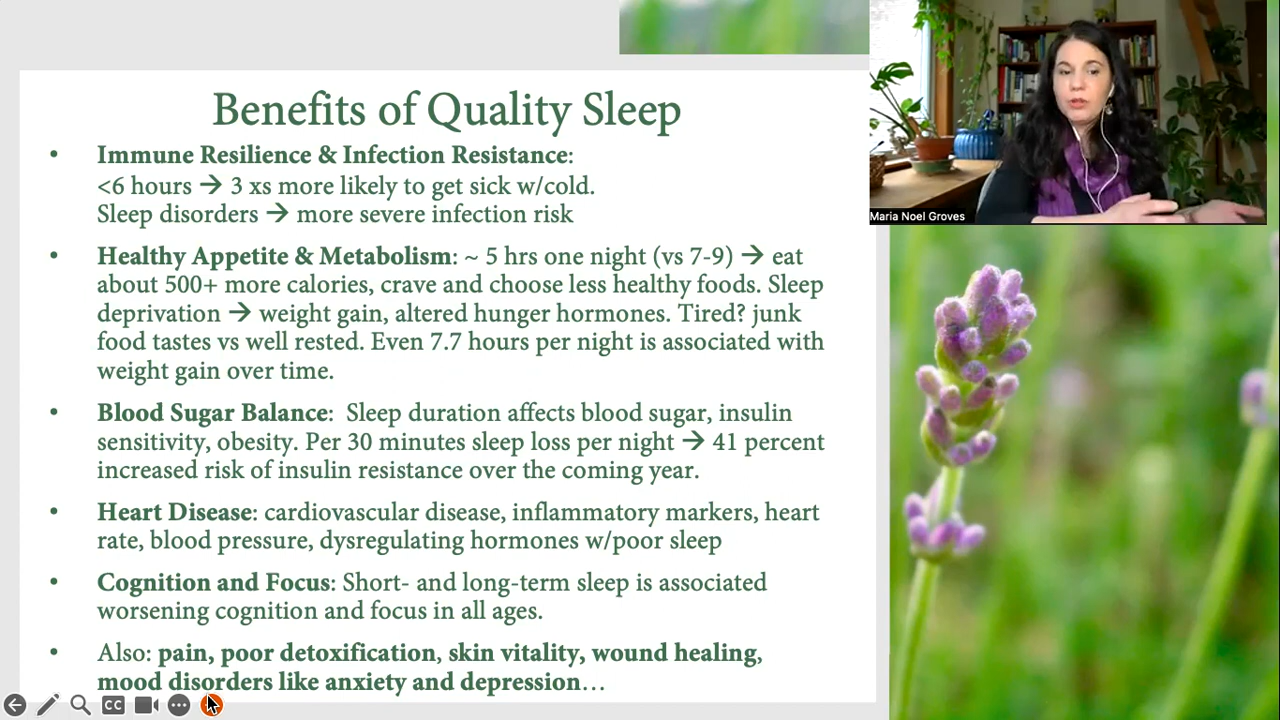 Benefits of Quality Sleep
• Immune Resilience & Infection Resistance:
<6 hours → 3 xs more likely to get sick w/cold.
Sleep disorders → more severe infection risk
• Healthy Appetite & Metabolism: ~ 5 hrs one night (vs 7-9) → eat
about 500+ more calories, crave and choose less healthy foods. Sleep
deprivation → weight gain, altered hunger hormones. Tired? junk
food tastes vs well rested. Even 7.7 hours per night is associated with
weight gain over time.
• Blood Sugar Balance: Sleep duration affects blood sugar, insulin
sensitivity, obesity. Per 30 minutes sleep loss per night → 41 percent
increased risk of insulin resistance over the coming year.
• Heart Disease: cardiovascular disease, inflammatory markers, heart
rate, blood pressure, dysregulating hormones w/poor sleep
• Cognition and Focus: Short- and long-term sleep is associated
worsening cognition and focus in all ages.
• Also: pain, poor detoxification, skin vitality, wound healing,
mood disorders like anxiety and depression…
Maria Noel Groves
CC